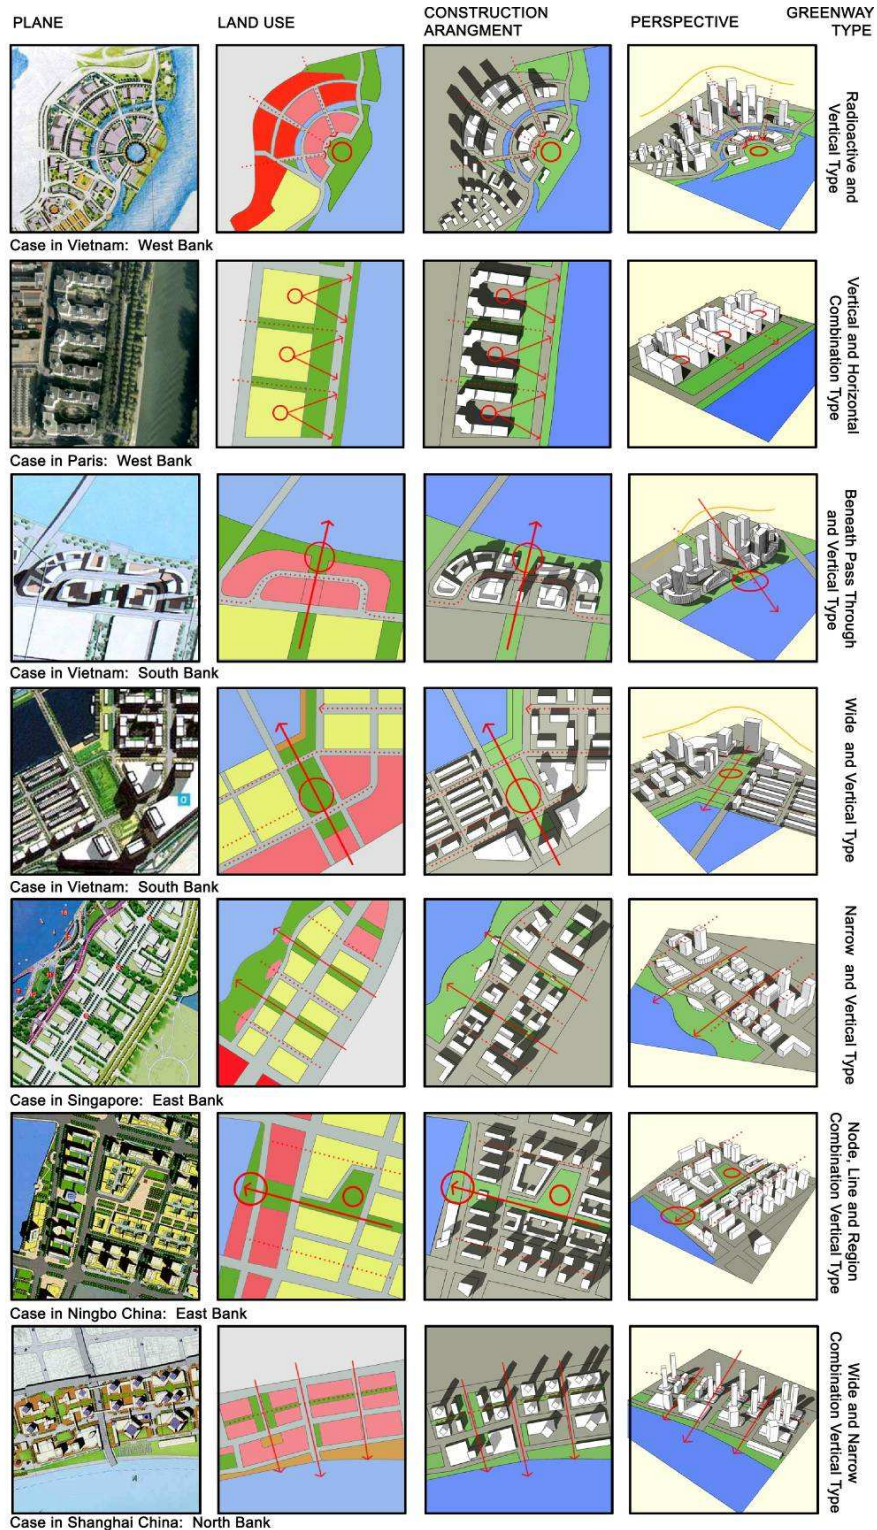 PLANE
LAND USE
CONSTRUCTION
ARANGMENT
PERSPECTIVE
GREENWAY
TYPE
Radioactive and
Vertical Type
Case in Vietnam: West Bank
Vertical and Horizontal
Combination Type
Case in Paris: West Bank
Beneath Pass Through
and Vertical Type
Case in Vietnam: South Bank
Wide and Vertical Type
Case in Vietnam: South Bank
Narrow and Vertical Type
Case in Singapore: East Bank
Node, Line and Region
Combination Vertical Type
Case in Ningbo China: East Bank
Wide and Narrow
Combination Vertical Type
Case in Shanghai China: North Bank